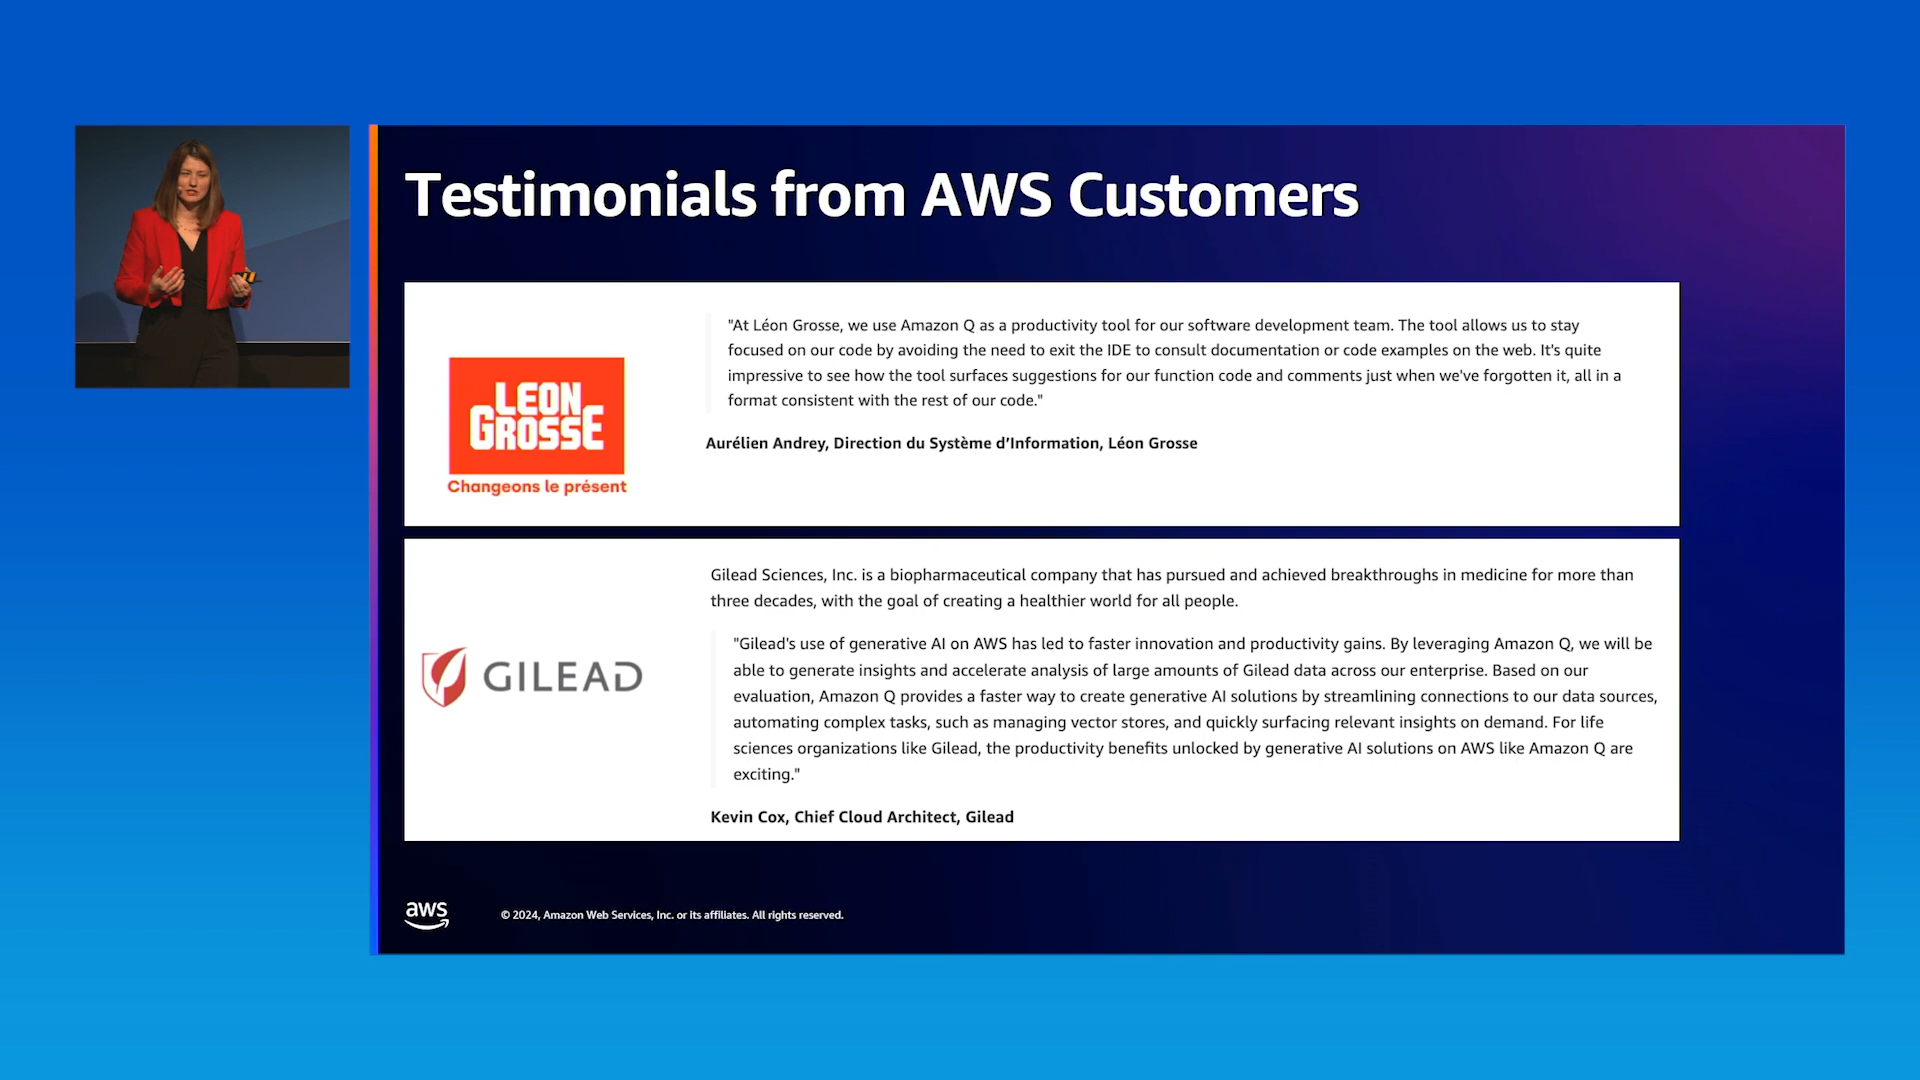 Testimonials from AWS Customers
"At Léon Grosse, we use Amazon Q as a productivity tool for our software development team. The tool allows us to stay
focused on our code by avoiding the need to exit the IDE to consult documentation or code examples on the web. It's quite
impressive to see how the tool surfaces suggestions for our function code and comments just when we've forgotten it, all in a
format consistent with the rest of our code."
Aurélien Andrey, Direction du Système d’Information, Léon Grosse
LEON
GROSSE
Changeons le présent
Gilead Sciences, Inc. is a biopharmaceutical company that has pursued and achieved breakthroughs in medicine for more than
three decades, with the goal of creating a healthier world for all people.
"Gilead's use of generative AI on AWS has led to faster innovation and productivity gains. By leveraging Amazon Q, we will be
able to generate insights and accelerate analysis of large amounts of Gilead data across our enterprise. Based on our
evaluation, Amazon Q provides a faster way to create generative AI solutions by streamlining connections to our data sources,
automating complex tasks, such as managing vector stores, and quickly surfacing relevant insights on demand. For life
sciences organizations like Gilead, the productivity benefits unlocked by generative AI solutions on AWS like Amazon Q are
exciting."
Kevin Cox, Chief Cloud Architect, Gilead
GILEAD
aws
© 2024, Amazon Web Services, Inc. or its affiliates. All rights reserved.